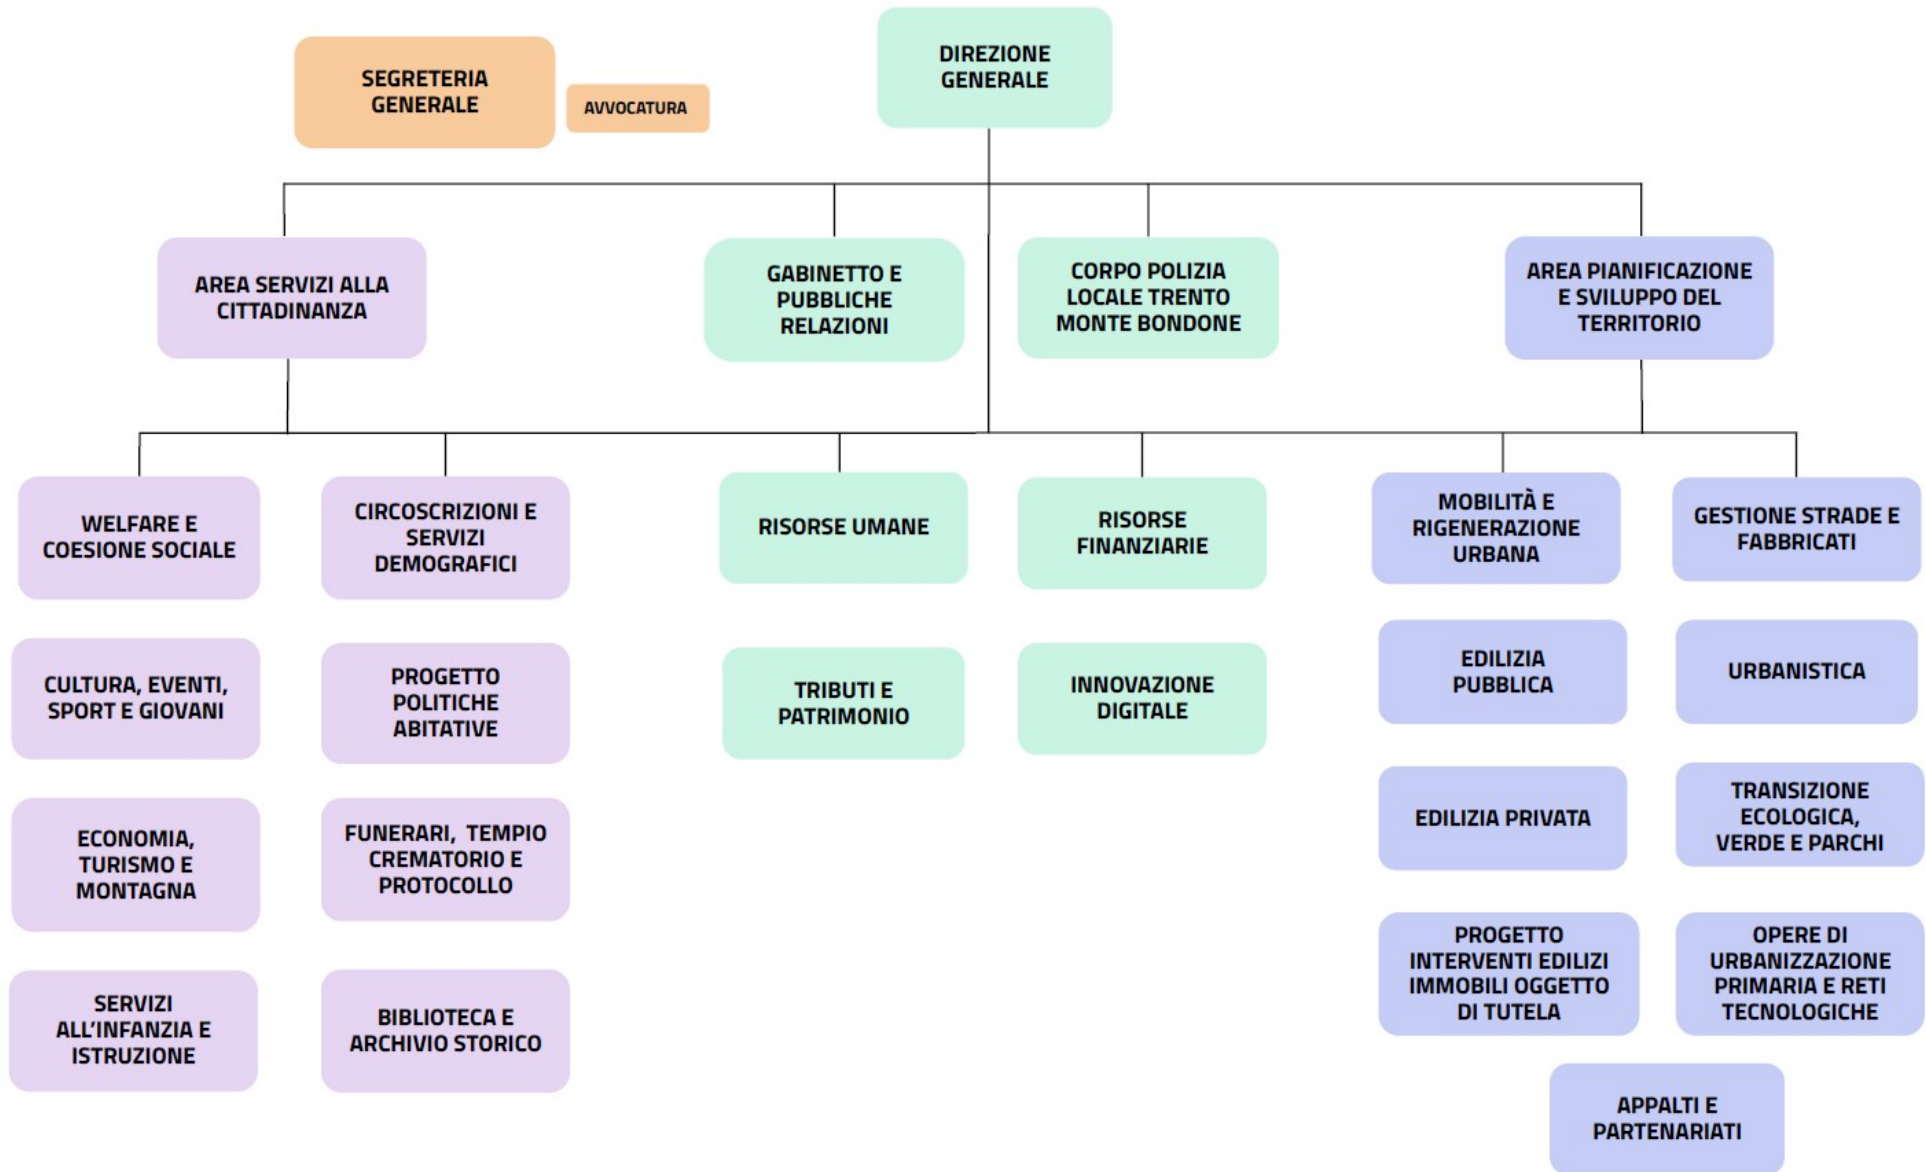 SEGRETERIA
GENERALE
AVVOCATURA
DIREZIONE
GENERALE
AREA SERVIZI ALLA
CITTADINANZA
GABINETTO E
PUBBLICHE
RELAZIONI
CORPO POLIZIA
LOCALE TRENTO
MONTE BONDONE
AREA PIANIFICAZIONE
E SVILUPPO DEL
TERRITORIO
WELFARE E
COESIONE SOCIALE
CIRCOSCRIZIONI E
SERVIZI
DEMOGRAFICI
RISORSE UMANE
RISORSE
FINANZIARIE
MOBILITÀ E
RIGENERAZIONE
URBANA
GESTIONE STRADE E
FABBRICATI
CULTURA, EVENTI,
SPORT E GIOVANI
PROGETTO
POLITICHE
ABITATIVE
TRIBUTI E
PATRIMONIO
INNOVAZIONE
DIGITALE
EDILIZIA
PUBBLICA
URBANISTICA
ECONOMIA,
TURISMO E
MONTAGNA
FUNERARI, TEMPIO
CREMATORIO E
PROTOCOLLO
EDILIZIA PRIVATA
TRANSIZIONE
ECOLOGICA,
VERDE E PARCHI
SERVIZI
ALL'INFANZIA E
ISTRUZIONE
BIBLIOTECA E
ARCHIVIO STORICO
PROGETTO
INTERVENTI EDILIZI
IMMOBILI OGGETTO
DI TUTELA
OPERE DI
URBANIZZAZIONE
PRIMARIA E RETI
TECNOLOGICHE
APPALTI E
PARTENARIATI